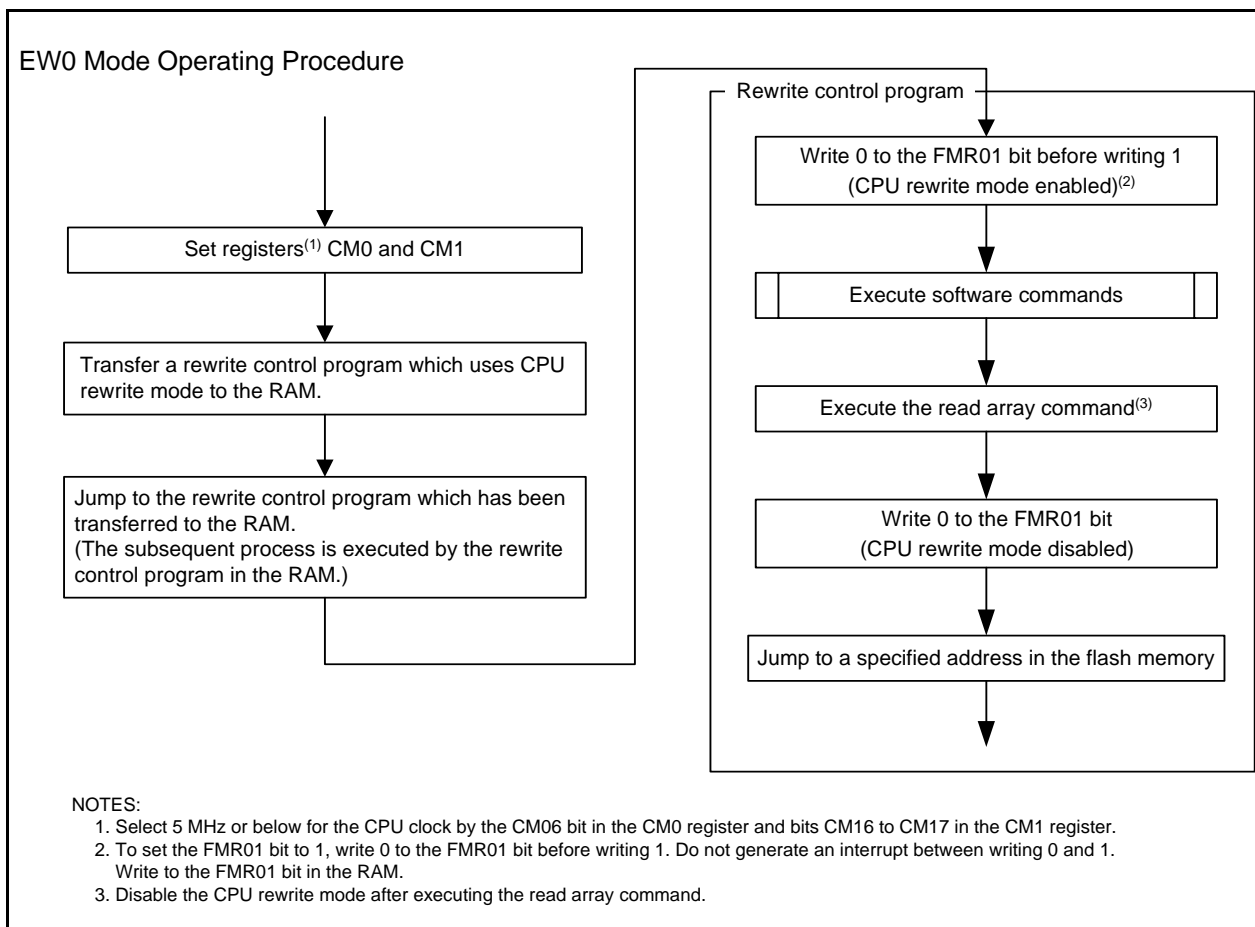 EW0 Mode Operating Procedure
Set registers(1) CM0 and CM1
Transfer a rewrite control program which uses CPU
rewrite mode to the RAM.
Jump to the rewrite control program which has been
transferred to the RAM.
(The subsequent process is executed by the rewrite
control program in the RAM.)
Rewrite control program
Write 0 to the FMR01 bit before writing 1
(CPU rewrite mode enabled)(2)
Execute software commands
Execute the read array command(3)
Write 0 to the FMR01 bit
(CPU rewrite mode disabled)
Jump to a specified address in the flash memory
NOTES:
1. Select 5 MHz or below for the CPU clock by the CM06 bit in the CM0 register and bits CM16 to CM17 in the CM1 register.
2. To set the FMR01 bit to 1, write 0 to the FMR01 bit before writing 1. Do not generate an interrupt between writing 0 and 1.
Write to the FMR01 bit in the RAM.
3. Disable the CPU rewrite mode after executing the read array command.